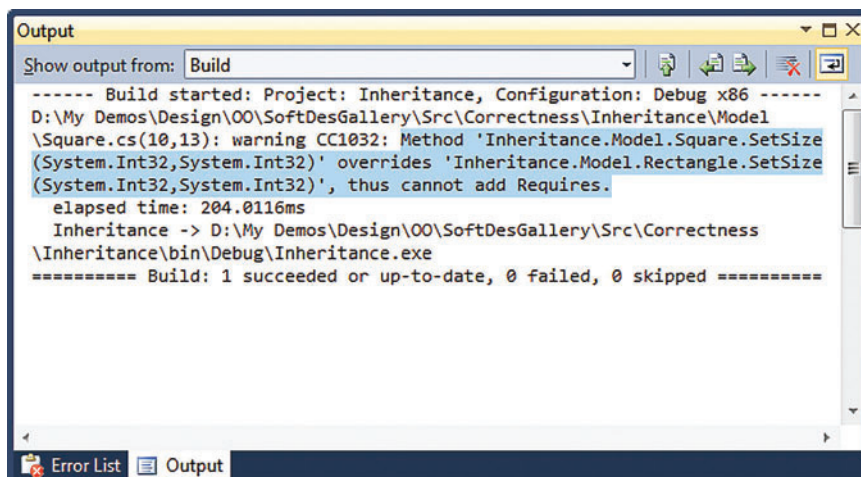 Output
Show output from: Build
------ Build started: Project: Inheritance, Configuration: Debug x86 ------
D:\My Demos\Design\OO\SoftDesGallery\Src\Correctness\Inheritance\Model
\Square.cs(10,13): warning CC1032: Method 'Inheritance.Model.Square.SetSize
(System.Int32,System.Int32)' overrides 'Inheritance.Model.Rectangle.SetSize
(System.Int32,System.Int32)', thus cannot add Requires.
elapsed time: 204.0116ms
Inheritance -> D:\My Demos\Design\OO\SoftDesGallery\Src\Correctness
\Inheritance\bin\Debug\Inheritance.exe
========== Build: 1 succeeded or up-to-date, 0 failed, 0 skipped ==========
Error List Output